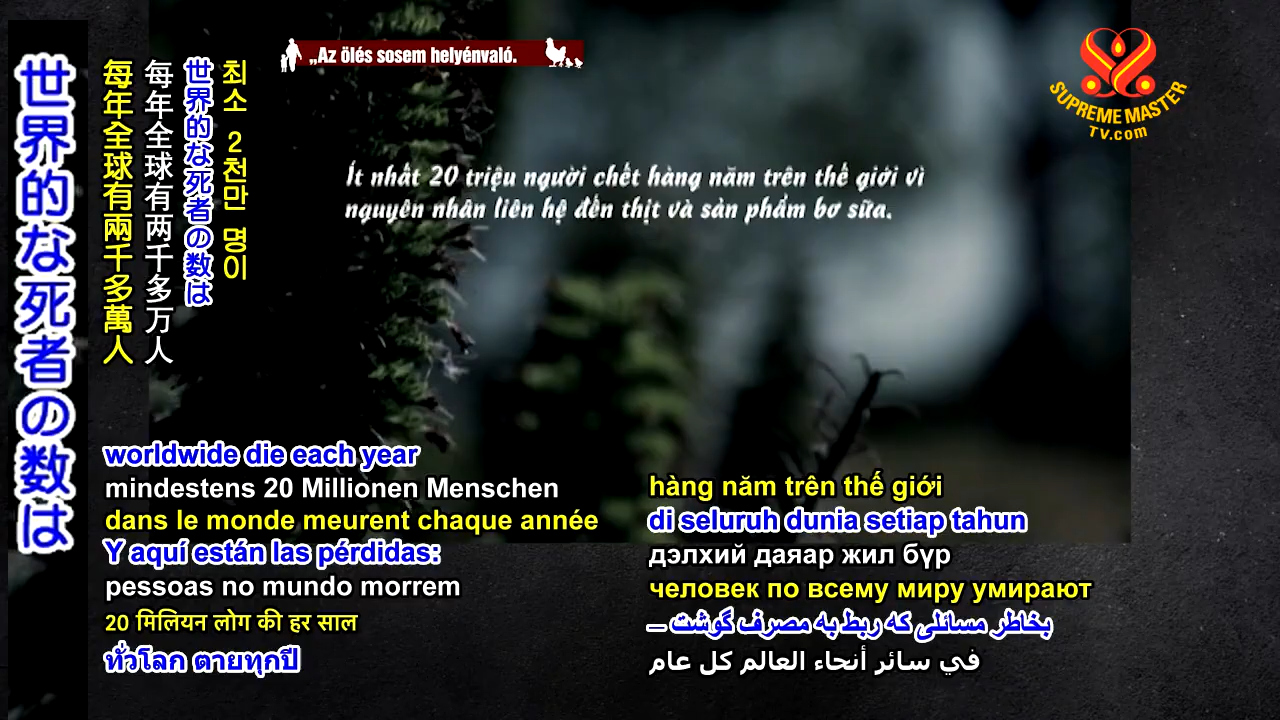 世界的な死者の数は
每年全球有兩千多萬人
每年全球有两千多万人
世界的な死者の数は
최소 2천만 명이
„Az ölés sosem helyénvaló.
SUPREME MASTER
TV.com
Ít nhất 20 triệu người chết hàng năm trên thế giới vì
nguyên nhân liên hệ đến thịt và sản phẩm bơ sữa.
worldwide die each year
mindestens 20 Millionen Menschen
dans le monde meurent chaque année
Y aquí están las pérdidas:
pessoas no mundo morrem
20 मिलियन लोग की हर साल
ทั่วโลก ตายทุกปี
hàng năm trên thế giới
di seluruh dunia setiap tahun
дэлхий даяар жил бүр
человек по всему миру умирают
بخاطر مسائلی که ربط به مصرف گوشت –
في سائر أنحاء العالم كل عام